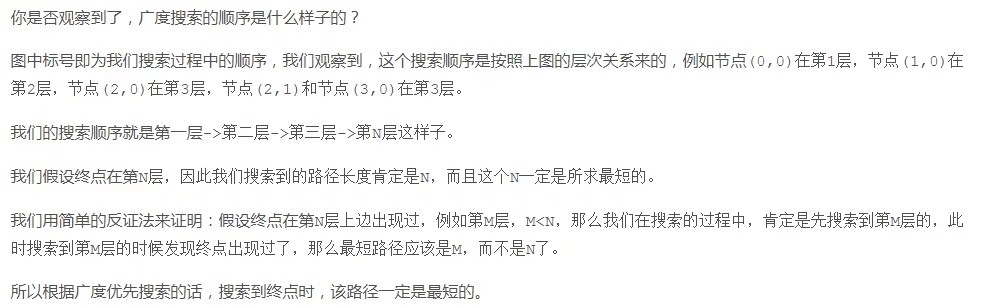 你是否观察到了，广度搜索的顺序是什么样子的？
图中标号即为我们搜索过程中的顺序，我们观察到，这个搜索顺序是按照上图的层次关系来的，例如节点(0,0)在第1层，节点(1,0)在
第2层，节点(2,0)在第3层，节点(2,1)和节点(3,0)在第3层。
我们的搜索顺序就是第一层->第二层->第三层->第N层这样子。
我们假设终点在第N层，因此我们搜索到的路径长度肯定是N，而且这个N一定是所求最短的。
我们用简单的反证法来证明：假设终点在第N层上边出现过，例如第M层，M<N，那么我们在搜索的过程中，肯定是先搜索到第M层的，此
时搜索到第M层的时候发现终点出现过了，那么最短路径应该是M，而不是N了。
所以根据广度优先搜索的话，搜索到终点时，该路径一定是最短的。